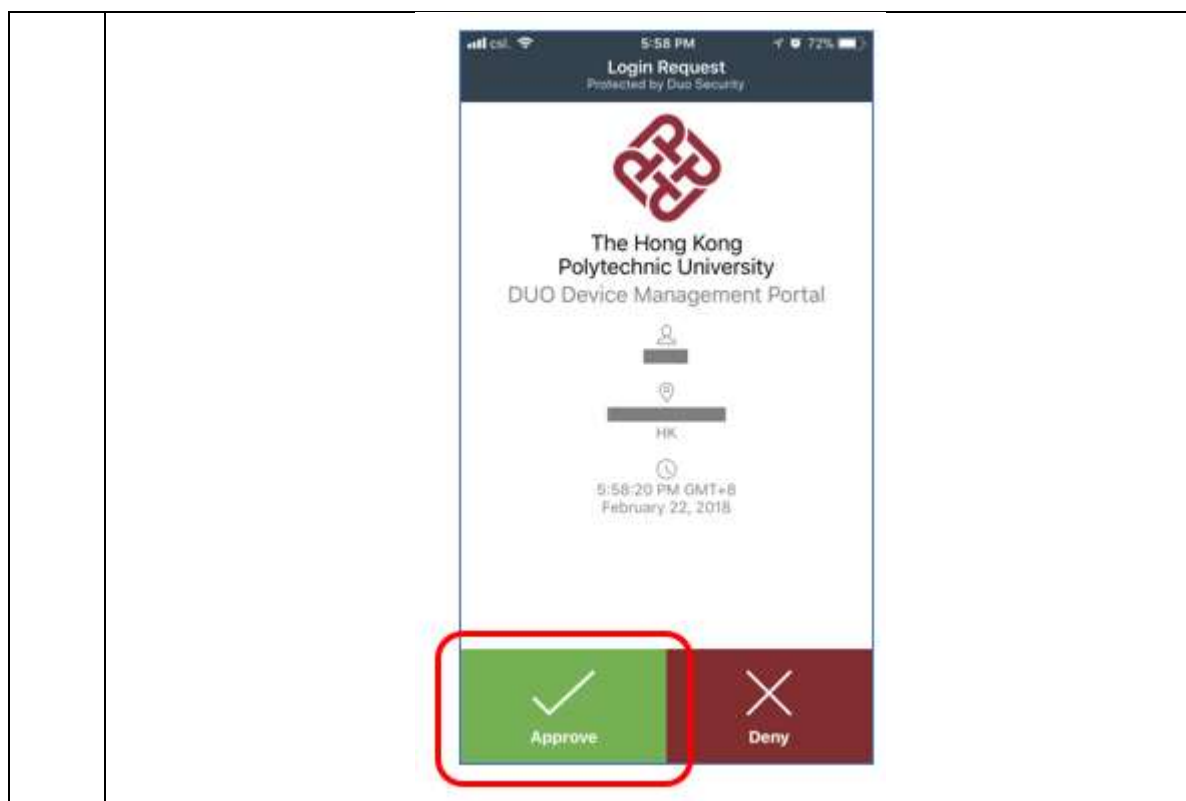 csl. 5:58 PM 72%
Login Request
Protected by Duo Security
The Hong Kong
Polytechnic University
DUO Device Management Portal
HK
5:58:20 PM GMT+8
February 22, 2018
Approve Deny